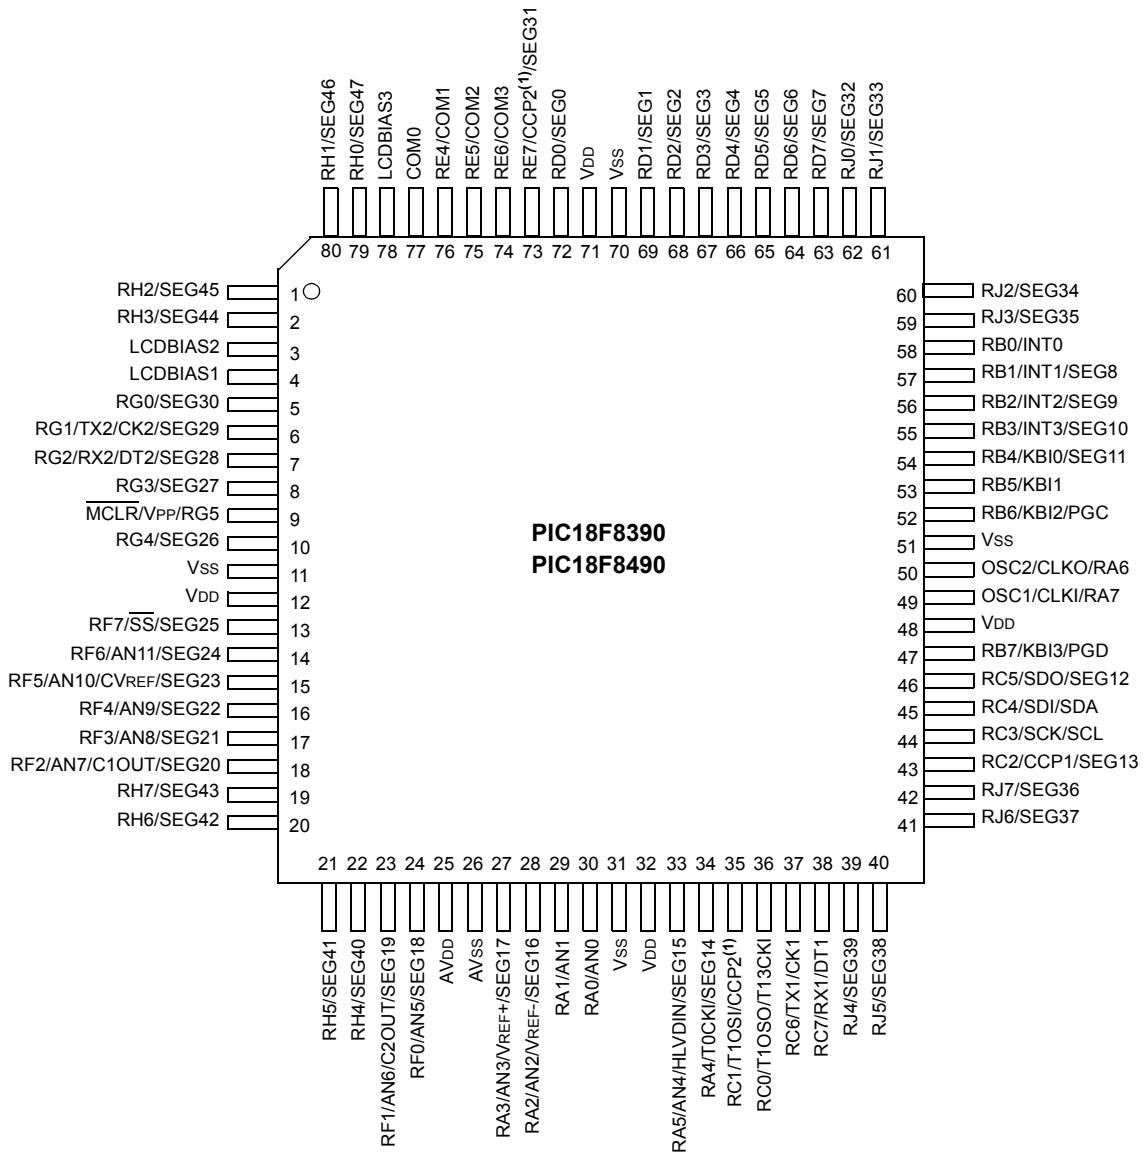 RH1/SEG46
RH0/SEG47
LCDBIAS3
COM0
RE4/COM1
RE5/COM2
RE6/COM3
RE7/CCP2(1)/SEG31
RD0/SEG0
VDD
VSS
RD1/SEG1
RD2/SEG2
RD3/SEG3
RD4/SEG4
RD5/SEG5
RD6/SEG6
RD7/SEG7
RJ0/SEG32
RJ1/SEG33
80 79 78 77 76 75 74 73 72 71 70 69 68 67 66 65 64 63 62 61
RH2/SEG45 1
RH3/SEG44 2
LCDBIAS2 3
LCDBIAS1 4
RG0/SEG30 5
RG1/TX2/CK2/SEG29 6
RG2/RX2/DT2/SEG28 7
RG3/SEG27 8
MCLR/VPP/RG5 9
RG4/SEG26 10
VSS 11
VDD 12
RF7/SS/SEG25 13
RF6/AN11/SEG24 14
RF5/AN10/CVREF/SEG23 15
RF4/AN9/SEG22 16
RF3/AN8/SEG21 17
RF2/AN7/C1OUT/SEG20 18
RH7/SEG43 19
RH6/SEG42 20
PIC18F8390
PIC18F8490
60 RJ2/SEG34
59 RJ3/SEG35
58 RB0/INT0
57 RB1/INT1/SEG8
56 RB2/INT2/SEG9
55 RB3/INT3/SEG10
54 RB4/KBI0/SEG11
53 RB5/KBI1
52 RB6/KBI2/PGC
51 VSS
50 OSC2/CLKO/RA6
49 OSC1/CLKI/RA7
48 VDD
47 RB7/KBI3/PGD
46 RC5/SDO/SEG12
45 RC4/SDI/SDA
44 RC3/SCK/SCL
43 RC2/CCP1/SEG13
42 RJ7/SEG36
41 RJ6/SEG37
21 22 23 24 25 26 27 28 29 30 31 32 33 34 35 36 37 38 39 40
RH5/SEG41
RH4/SEG40
RF1/AN6/C2OUT/SEG19
RF0/AN5/SEG18
AVDD
AVSS
RA3/AN3/VREF+/SEG17
RA2/AN2/VREF-/SEG16
RA1/AN1
RA0/AN0
VSS
VDD
RA5/AN4/HLVDIN/SEG15
RA4/T0CKI/SEG14
RC1/T1OSI/CCP2(1)
RC0/T1OSO/T13CKI
RC6/TX1/CK1
RC7/RX1/DT1
RJ4/SEG39
RJ5/SEG38